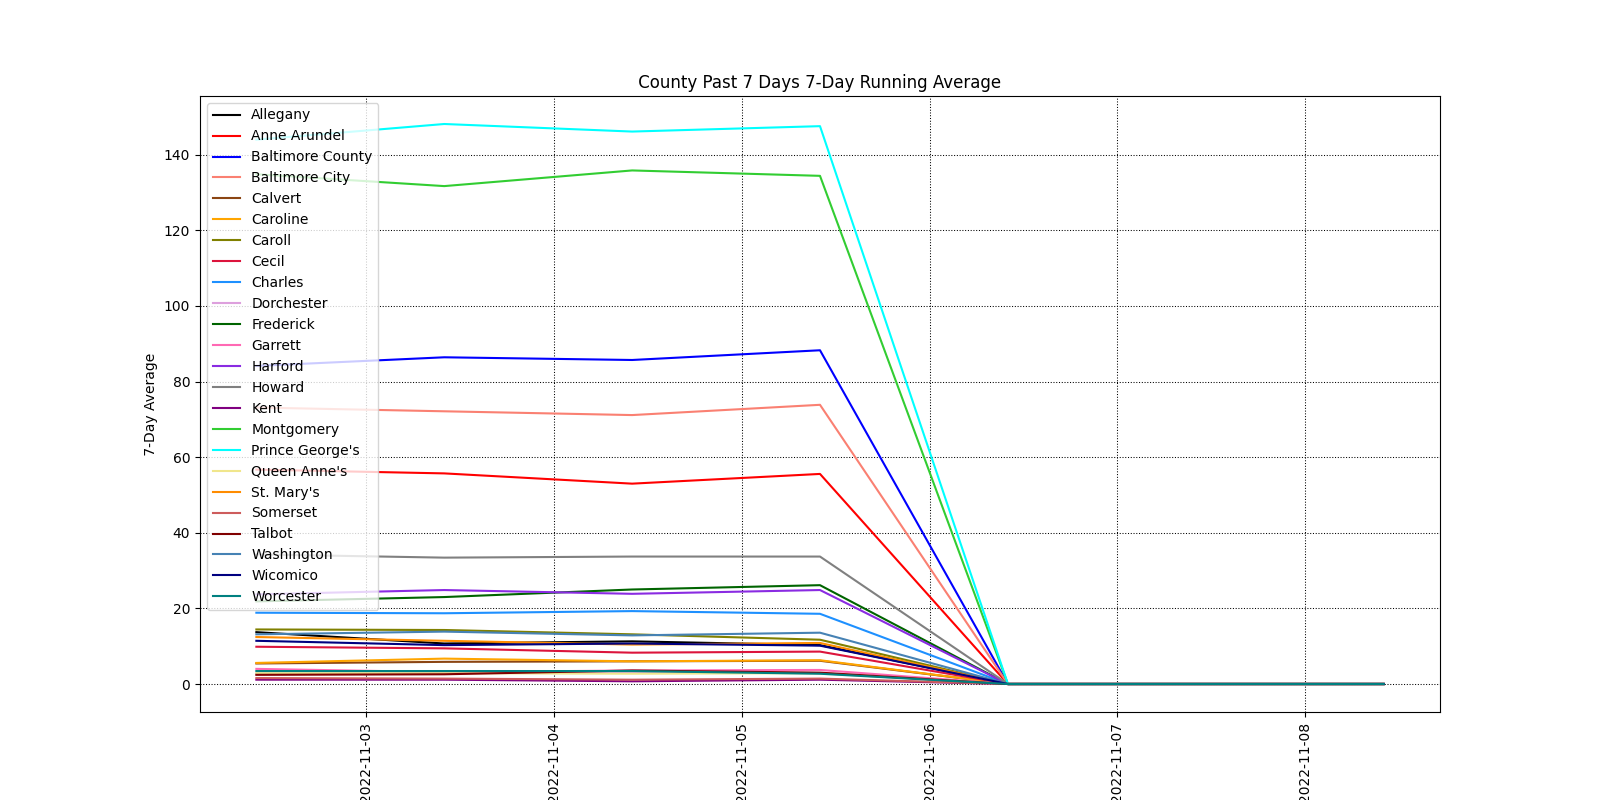 County Past 7 Days 7-Day Running Average
7-Day Average
140
120
100
80
60
40
20
0
Allegany
Anne Arundel
Baltimore County
Baltimore City
Calvert
Caroline
Caroll
Cecil
Charles
Dorchester
Frederick
Garrett
Harford
Howard
Kent
Montgomery
Prince George's
Queen Anne's
St. Mary's
Somerset
Talbot
Washington
Wicomico
Worcester
2022-11-03
2022-11-04
2022-11-05
2022-11-06
2022-11-07
2022-11-08